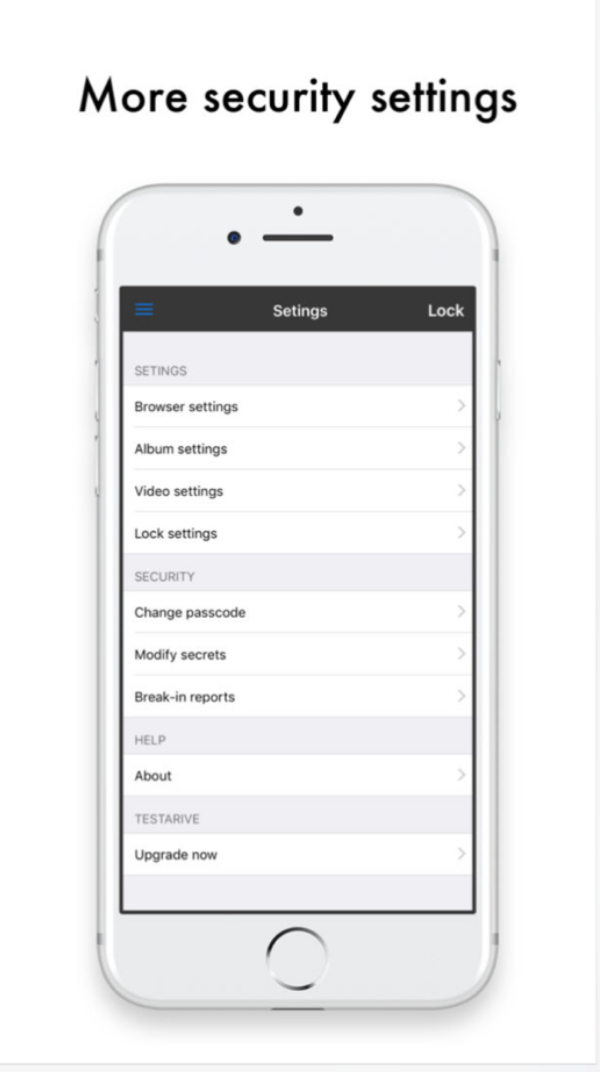 More security settings
Setings Lock
SETINGS
Browser settings
Album settings
Video settings
Lock settings
SECURITY
Change passcode
Modify secrets
Break-in reports
HELP
About
TESTARIVE
Upgrade now